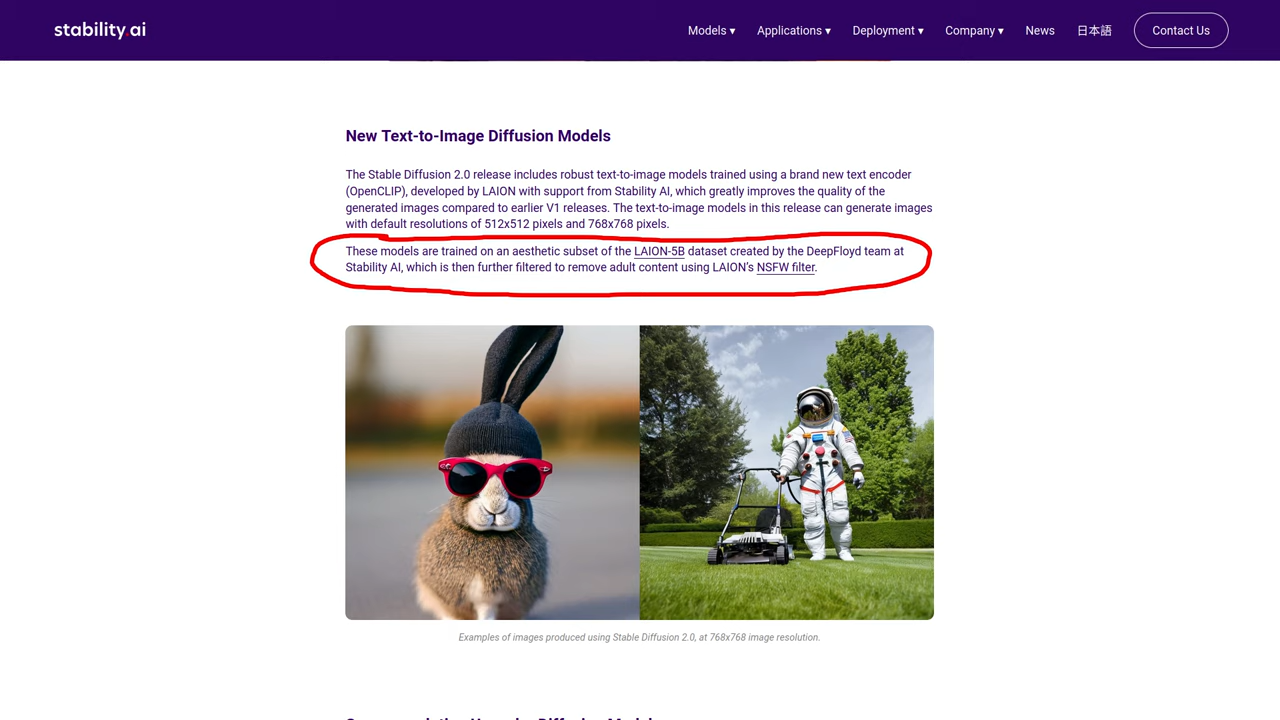 stability.ai
Models ▾ Applications ▾ Deployment ▾ Company ▾ News 日本語 Contact Us
New Text-to-Image Diffusion Models
The Stable Diffusion 2.0 release includes robust text-to-image models trained using a brand new text encoder
(OpenCLIP), developed by LAION with support from Stability AI, which greatly improves the quality of the
generated images compared to earlier V1 releases. The text-to-image models in this release can generate images
with default resolutions of 512x512 pixels and 768x768 pixels.
These models are trained on an aesthetic subset of the LAION-5B dataset created by the DeepFloyd team at
Stability AI, which is then further filtered to remove adult content using LAION’s NSFW filter.
Examples of images produced using Stable Diffusion 2.0, at 768x768 image resolution.